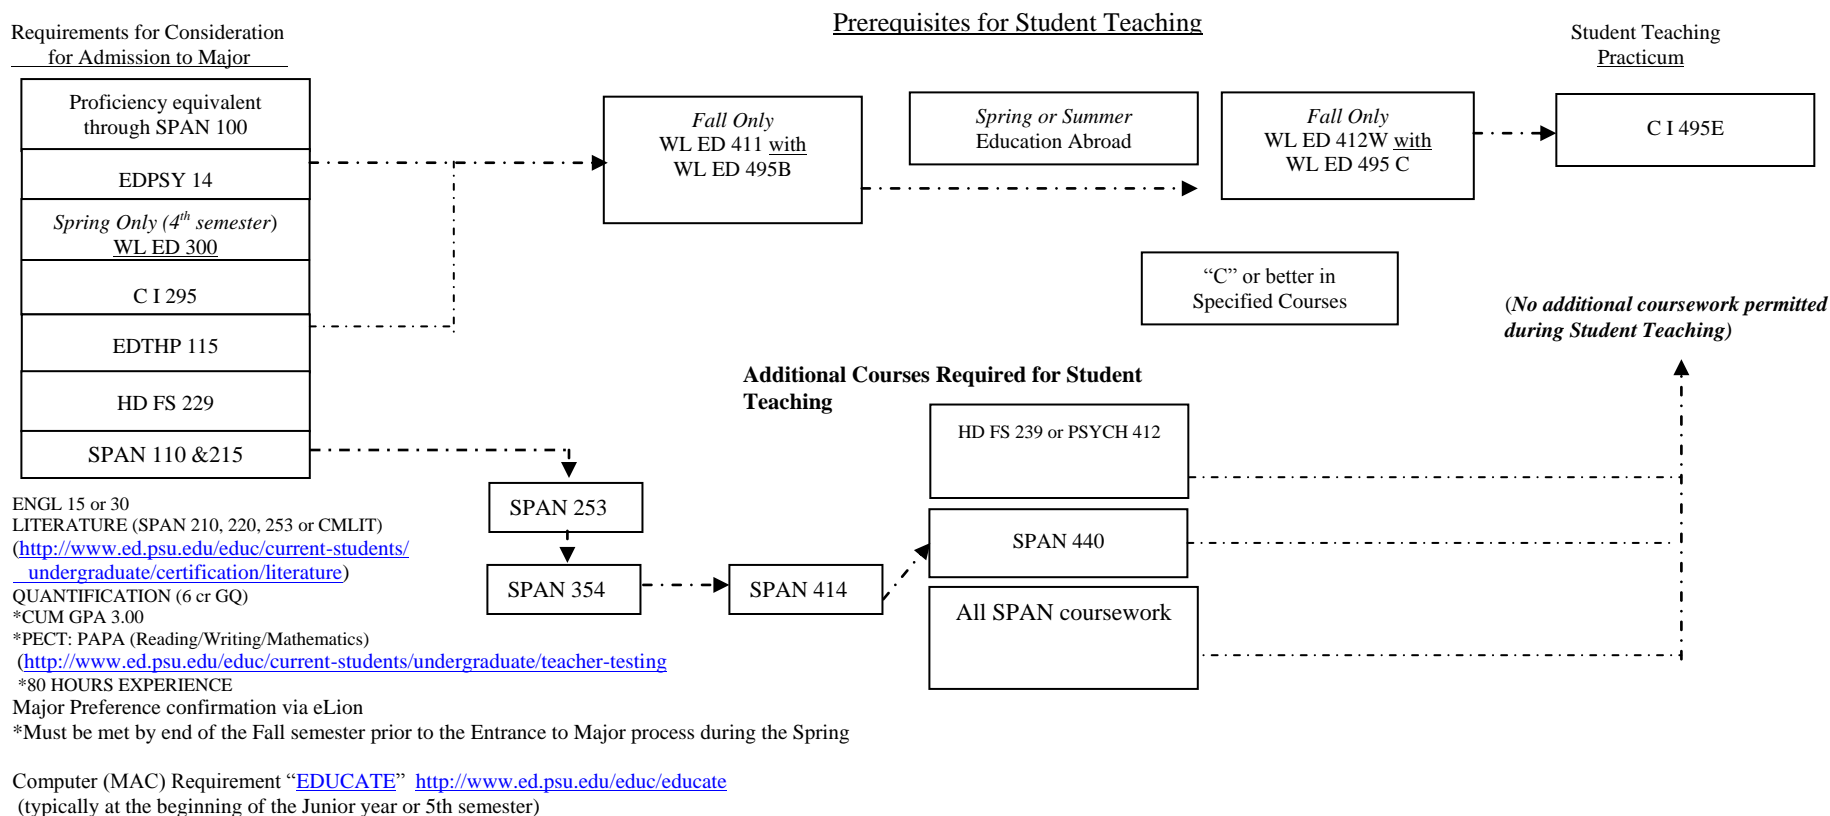 Prerequisites for Student Teaching
Requirements for Consideration
for Admission to Major
Proficiency equivalent
through SPAN 100
EDPSY 14
Spring Only (4th semester)
WL ED 300
C I 295
EDTHP 115
HD FS 229
SPAN 110 &215
Fall Only
WL ED 411 with
WL ED 495B
Spring or Summer
Education Abroad
Fall Only
WL ED 412W with
WL ED 495 C
Student Teaching
Practicum
C I 495E
"C" or better in
Specified Courses
(No additional coursework permitted
during Student Teaching)
Additional Courses Required for Student
Teaching
HD FS 239 or PSYCH 412
SPAN 253
SPAN 354
SPAN 414
SPAN 440
All SPAN coursework
ENGL 15 or 30
LITERATURE (SPAN 210, 220, 253 or CMLIT)
(http://www.ed.psu.edu/educ/current-students/
undergraduate/certification/literature)
QUANTIFICATION (6 cr GQ)
*CUM GPA 3.00
*PECT: PAPA (Reading/Writing/Mathematics)
(http://www.ed.psu.edu/educ/current-students/undergraduate/teacher-testing
*80 HOURS EXPERIENCE
Major Preference confirmation via eLion
*Must be met by end of the Fall semester prior to the Entrance to Major process during the Spring
Computer (MAC) Requirement "EDUCATE" http://www.ed.psu.edu/educ/educate
(typically at the beginning of the Junior year or 5th semester)